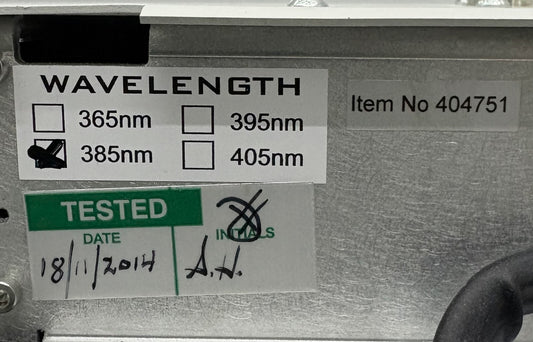 WAVELENGTH
365nm 395nm
385nm 405nm
Item No 404751
TESTED
DATE INITIALS
18/11/2014 A.H.